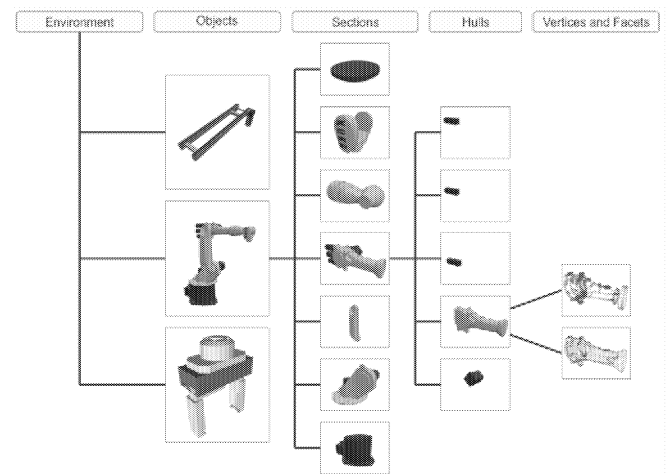 Environment
Objects
Sections
Hulls
Vertices and Facets